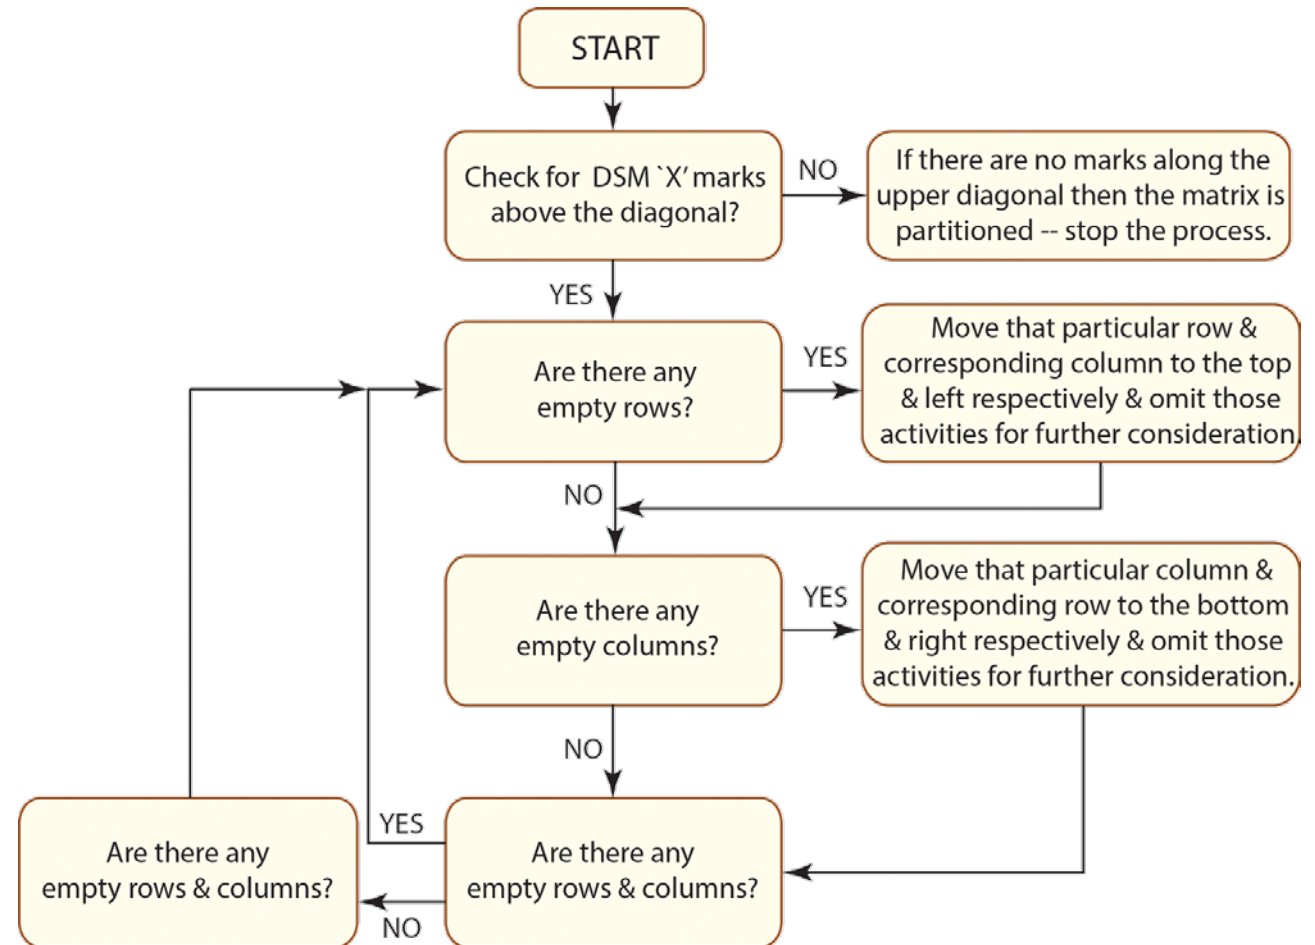 START
Check for DSM `X' marks
above the diagonal?
NO
If there are no marks along the
upper diagonal then the matrix is
partitioned -- stop the process.
YES
Are there any
empty rows?
YES
Move that particular row &
corresponding column to the top
& left respectively & omit those
activities for further consideration.
NO
Are there any
empty columns?
YES
Move that particular column &
corresponding row to the bottom
& right respectively & omit those
activities for further consideration.
NO
Are there any
empty rows & columns?
YES
NO
Are there any
empty rows & columns?